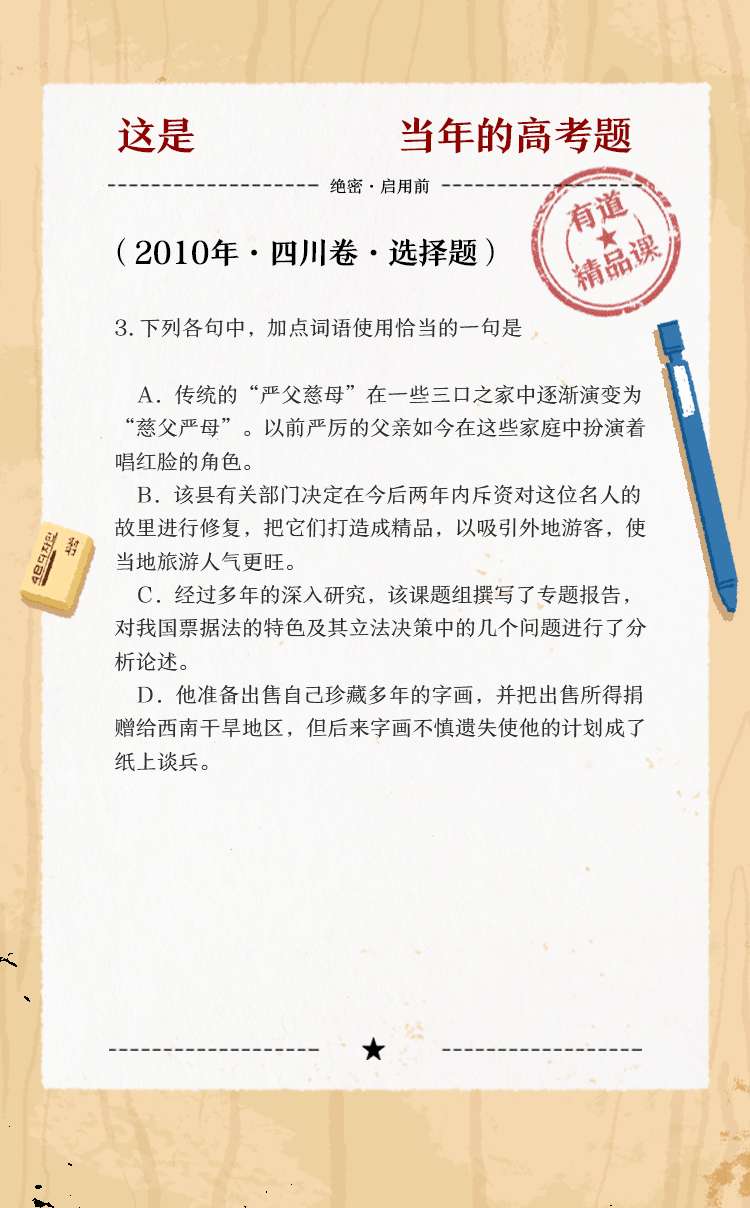 这是 当年的高考题
绝密·启用前
有道
精品课
（2010年·四川卷·选择题）
3. 下列各句中，加点词语使用恰当的一句是
A. 传统的“严父慈母”在一些三口之家中逐渐演变为
“慈父严母”。以前严厉的父亲如今在这些家庭中扮演着
唱红脸的角色。
B. 该县有关部门决定在今后两年内斥资对这位名人的
故里进行修复，把它们打造成精品，以吸引外地游客，使
当地旅游人气更旺。
C. 经过多年的深入研究，该课题组撰写了专题报告，
对我国票据法的特色及其立法决策中的几个问题进行了分
析论述。
D. 他准备出售自己珍藏多年的字画，并把出售所得捐
赠给西南干旱地区，但后来字画不慎遗失使他的计划成了
纸上谈兵。